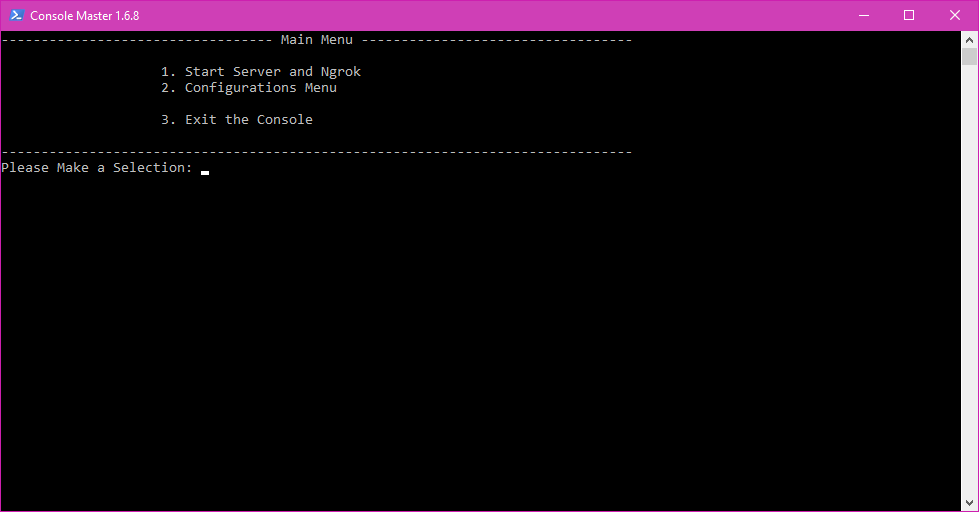 Console Master 1.6.8
---------------------------------- Main Menu ----------------------------------
1. Start Server and Ngrok
2. Configurations Menu
3. Exit the Console
-------------------------------------------------------------------------------
Please Make a Selection: